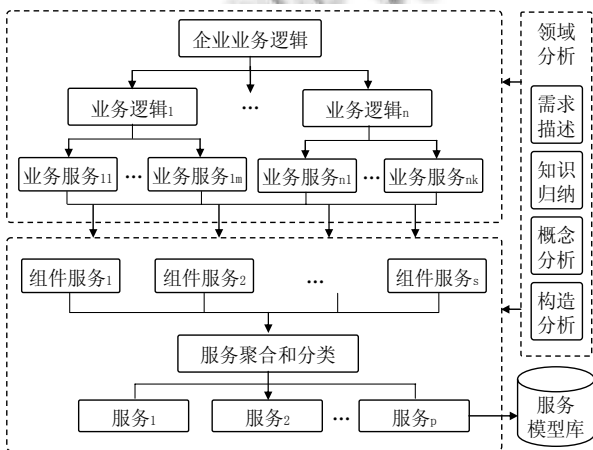 企业业务逻辑
业务逻辑1
…
业务逻辑n
业务服务11
…
业务服务1m
业务服务n1
…
业务服务nk
组件服务1
组件服务2
…
组件服务s
服务聚合和分类
服务1
服务2
…
服务p
领域
分析
需求
描述
知识
归纳
概念
分析
构造
分析
服务
模型库